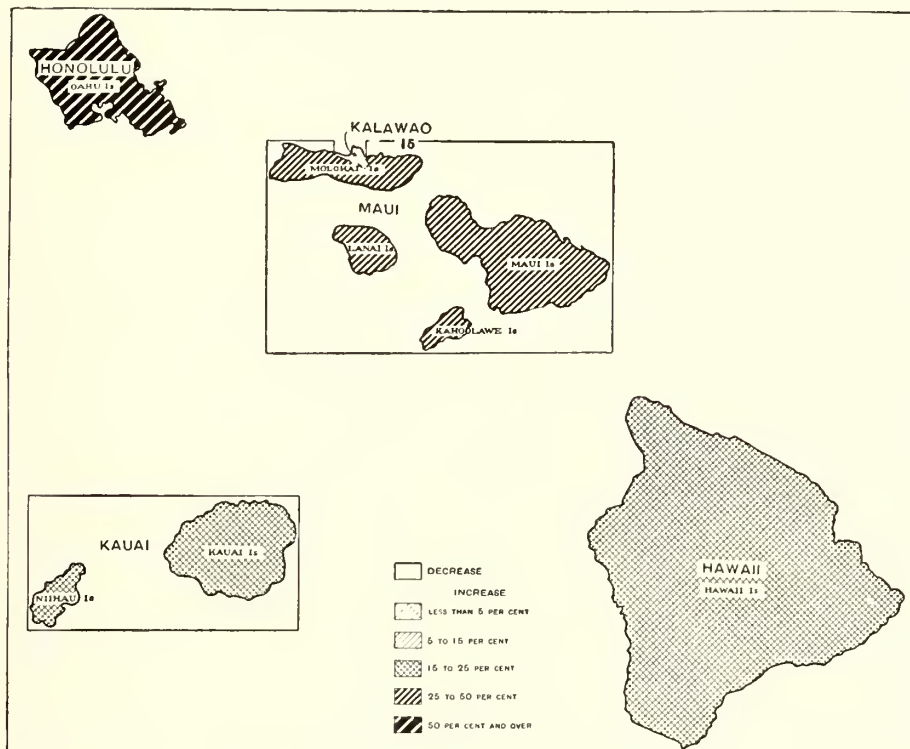 HONOLULU
OAHU Is
KALAWAO
15
MOLOKAI Is
MAUI
LANAI Is
MAUI Is
KAHOOLAWE Is
KAUAI
KAUAI Is
NIIHAU Is
HAWAII
HAWAII Is
DECREASE
INCREASE
LESS THAN 5 PER CENT
5 TO 15 PER CENT
15 TO 25 PER CENT
25 TO 50 PER CENT
50 PER CENT AND OVER